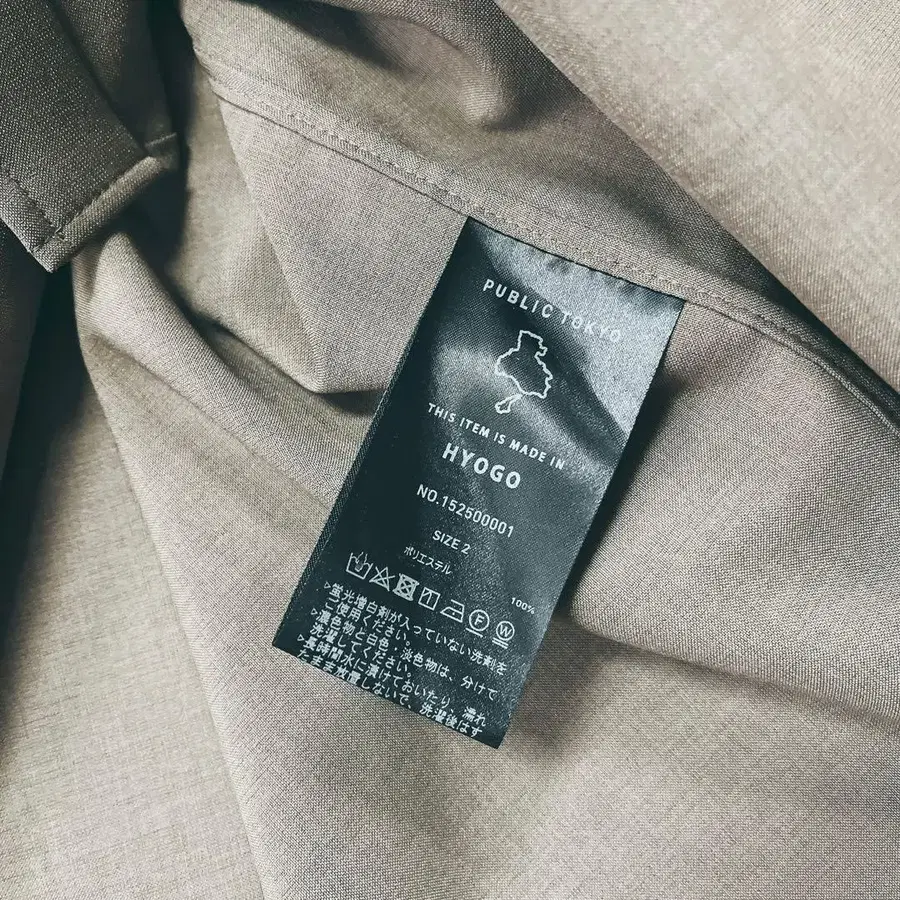 PUBLIC TOKYO
THIS ITEM IS MADE IN
HYOGO
NO.152500001
SIZE 2
ポリエステル
100%
F
W
▷蛍光増白剤が入っていない洗剤を
ご使用ください。
▷濃色物と白色・淡色物は、分けて
洗濯してください。
▷長時間水に漬けておいたり、濡れ
たまま放置しないで、洗濯後はす